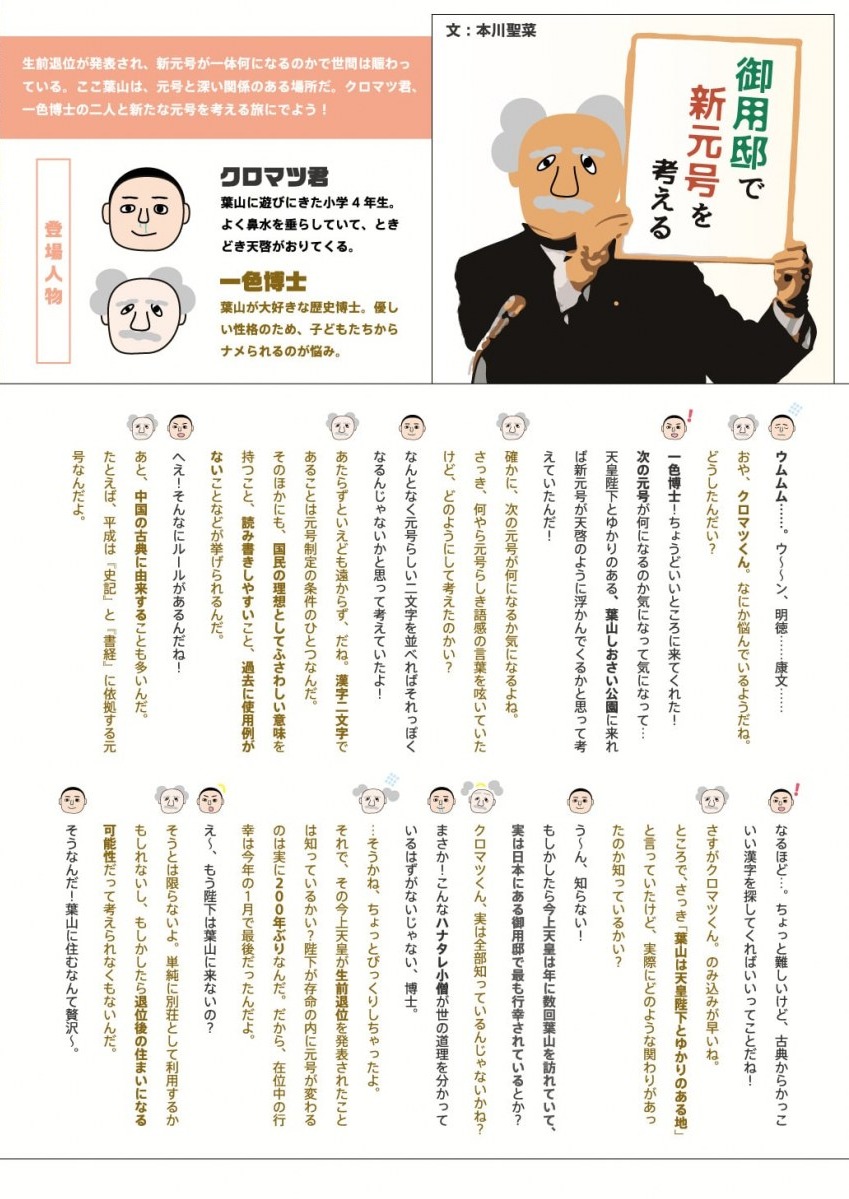 生前退位が発表され、新元号が一体何になるのかで世間は賑わっ
ている。ここ葉山は、元号と深い関係のある場所だ。クロマツ君、
一色博士の二人と新たな元号を考える旅にでよう！
文：本川聖菜
御用邸で
新元号を
考える
登場人物
クロマツ君
葉山に遊びにきた小学4年生。
よく鼻水を垂らしていて、とき
どき天啓がおりてくる。
一色博士
葉山が大好きな歴史博士。優し
い性格のため、子どもたちから
ナメられるのが悩み。
ウムムム……。ウ〜〜ン、明徳……康文……
おや、クロマツくん。なにか悩んでいるようだね。
どうしたんだい？
一色博士！ちょうどいいところに来てくれた！
次の元号が何になるのか気になって気になって…
天皇陛下とゆかりのある、葉山しおさい公園に来れ
ば新元号が天啓のように浮かんでくるかと思って考
えていたんだ！
確かに、次の元号が何になるか気になるよね。
さっき、何やら元号らしき語感の言葉を呟いていた
けど、どのようにして考えたのかい？
なんとなく元号らしい二文字を並べればそれっぽく
なるんじゃないかと思って考えていたよ！
あたらずといえども遠からず、だね。漢字二文字で
あることは元号制定の条件のひとつなんだ。
そのほかにも、国民の理想としてふさわしい意味を
持つこと、読み書きしやすいこと、過去に使用例が
ないことなどが挙げられるんだ。
へえ！そんなにルールがあるんだね！
あと、中国の古典に由来することも多いんだ。
たとえば、平成は『史記』と『書経』に依拠する元
号なんだよ。
なるほど…。ちょっと難しいけど、古典からかっこ
いい漢字を探してくればいいってことだね！
さすがクロマツくん。のみ込みが早いね。
ところで、さっき「葉山は天皇陛下とゆかりのある地」
と言っていたけど、実際にどのような関わりがあっ
たのか知っているかい？
う〜ん、知らない！
もしかしたら今上天皇は年に数回葉山を訪れていて、
実は日本にある御用邸で最も行幸されているとか？
クロマツくん、実は全部知っているんじゃないかね？
まさか！こんなハナタレ小僧が世の道理を分かって
いるはずがないじゃない、博士。
…そうかね、ちょっとびっくりしちゃったよ。
それで、その今上天皇が生前退位を発表されたこと
は知っているかい？陛下が存命の内に元号が変わる
のは実に200年ぶりなんだ。だから、在位中の行
幸は今年の1月で最後だったんだよ。
え〜、もう陛下は葉山に来ないの？
そうとは限らないよ。単純に別荘として利用するか
もしれないし、もしかしたら退位後の住まいになる
可能性だって考えられなくもないんだ。
そうなんだ！葉山に住むなんて贅沢〜。